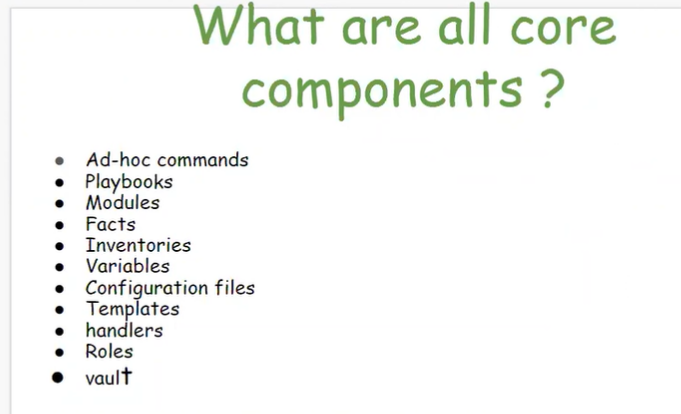 What are all core
components ?
● Ad-hoc commands
● Playbooks
● Modules
● Facts
● Inventories
● Variables
● Configuration files
● Templates
● handlers
● Roles
● vault